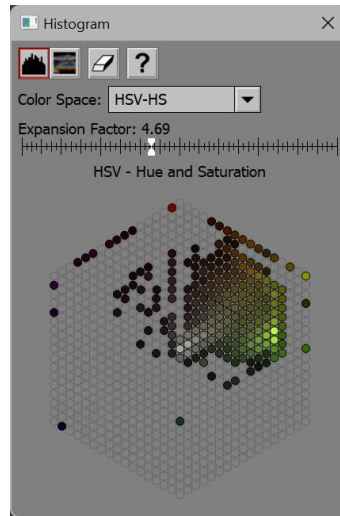 Histogram
?
Color Space: HSV-HS
Expansion Factor: 4.69
HSV - Hue and Saturation